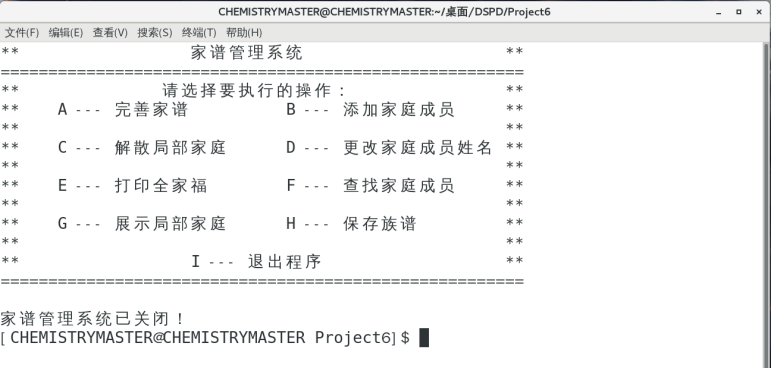 CHEMISTRYMASTER@CHEMISTRYMASTER:~/桌面/DSPD/Project6
文件(F) 编辑(E) 查看(V) 搜索(S) 终端(T) 帮助(H)
** 家谱管理系统 **
=======================================================
** 请选择要执行的操作： **
** A --- 完善家谱 B --- 添加家庭成员 **
** **
** C --- 解散局部家庭 D --- 更改家庭成员姓名 **
** **
** E --- 打印全家福 F --- 查找家庭成员 **
** **
** G --- 展示局部家庭 H --- 保存族谱 **
** **
** I --- 退出程序 **
=======================================================
家谱管理系统已关闭！
[CHEMISTRYMASTER@CHEMISTRYMASTER Project6]$